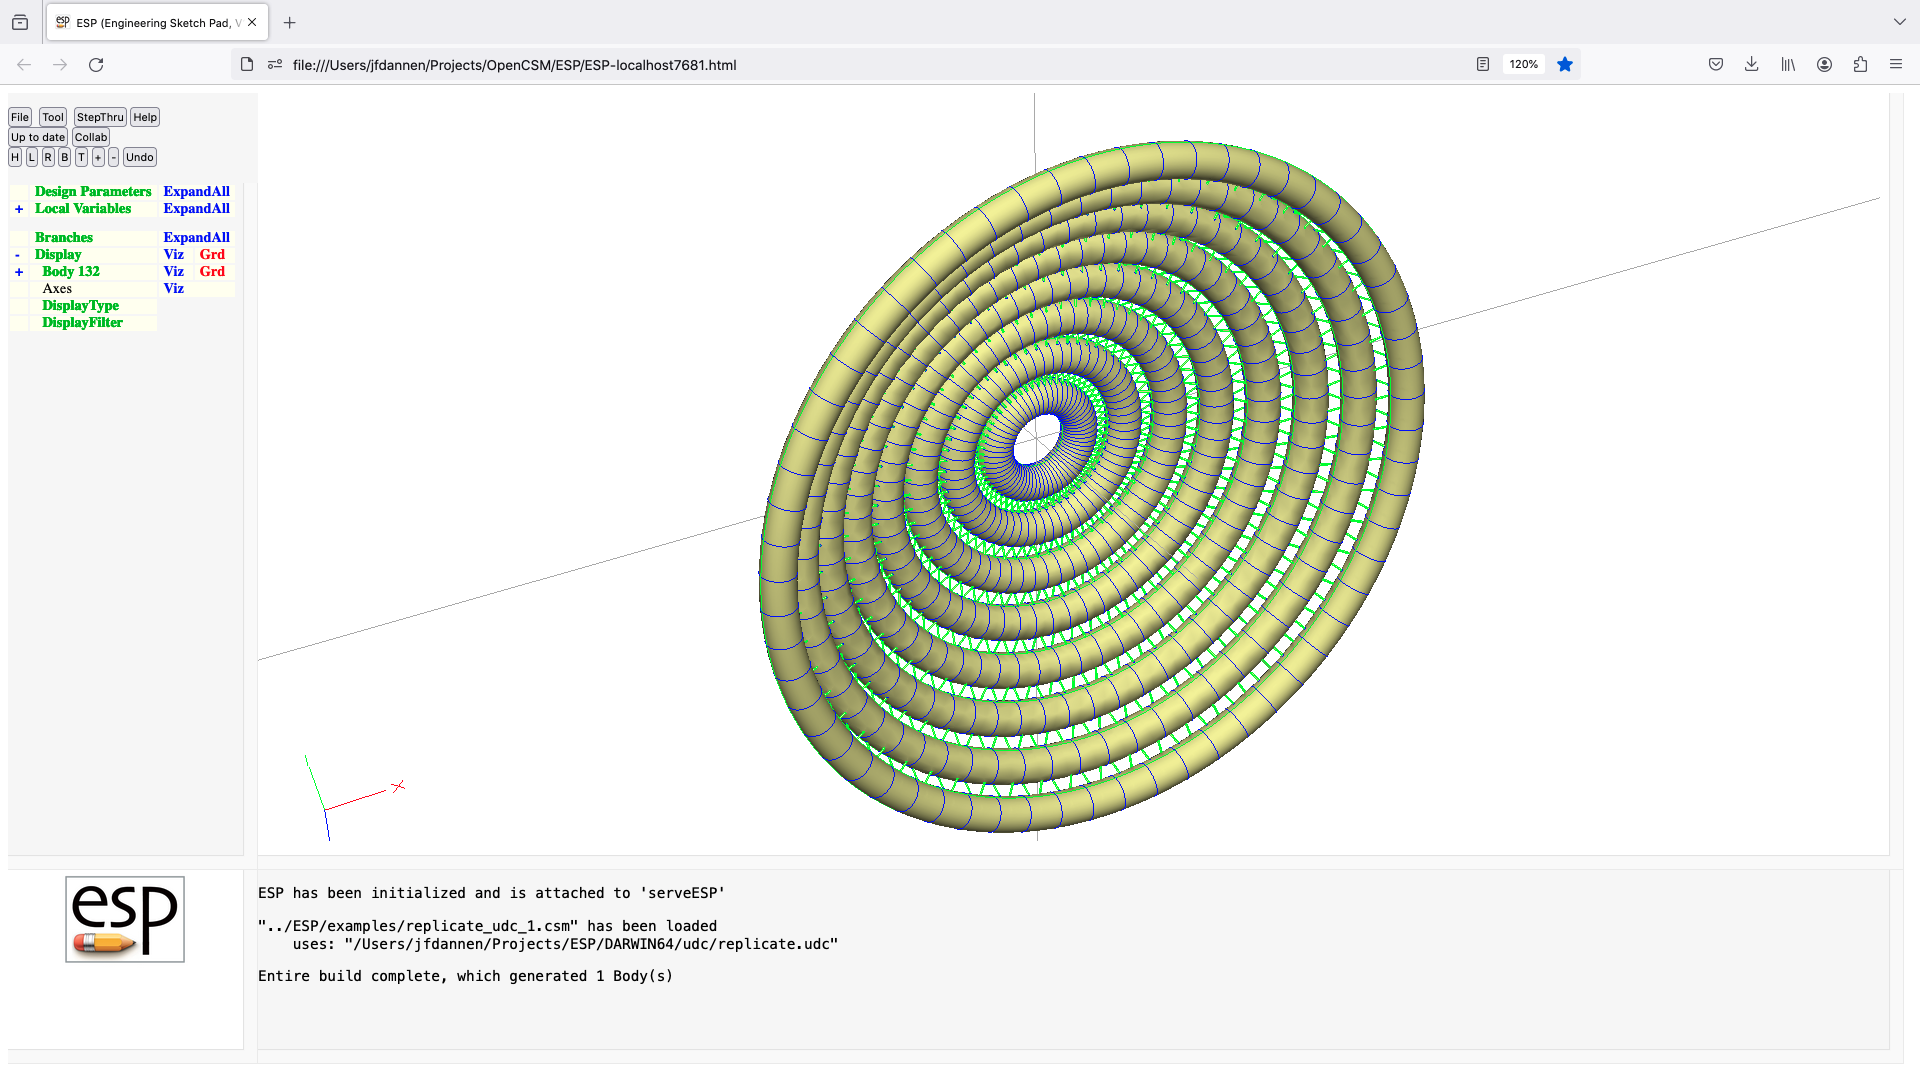 ESP (Engineering Sketch Pad, V
file:///Users/jfdannen/Projects/OpenCSM/ESP/ESP-localhost7681.html
120%
File Tool StepThru Help
Up to date Collab
H L R B T + - Undo
Design Parameters ExpandAll
+ Local Variables ExpandAll
Branches ExpandAll
- Display Viz Grd
+ Body 132 Viz Grd
Axes Viz
DisplayType
DisplayFilter
X
esp
ESP has been initialized and is attached to 'serveESP'
"../ESP/examples/replicate_udc_1.csm" has been loaded
uses: "/Users/jfdannen/Projects/ESP/DARWIN64/udc/replicate.udc"
Entire build complete, which generated 1 Body(s)